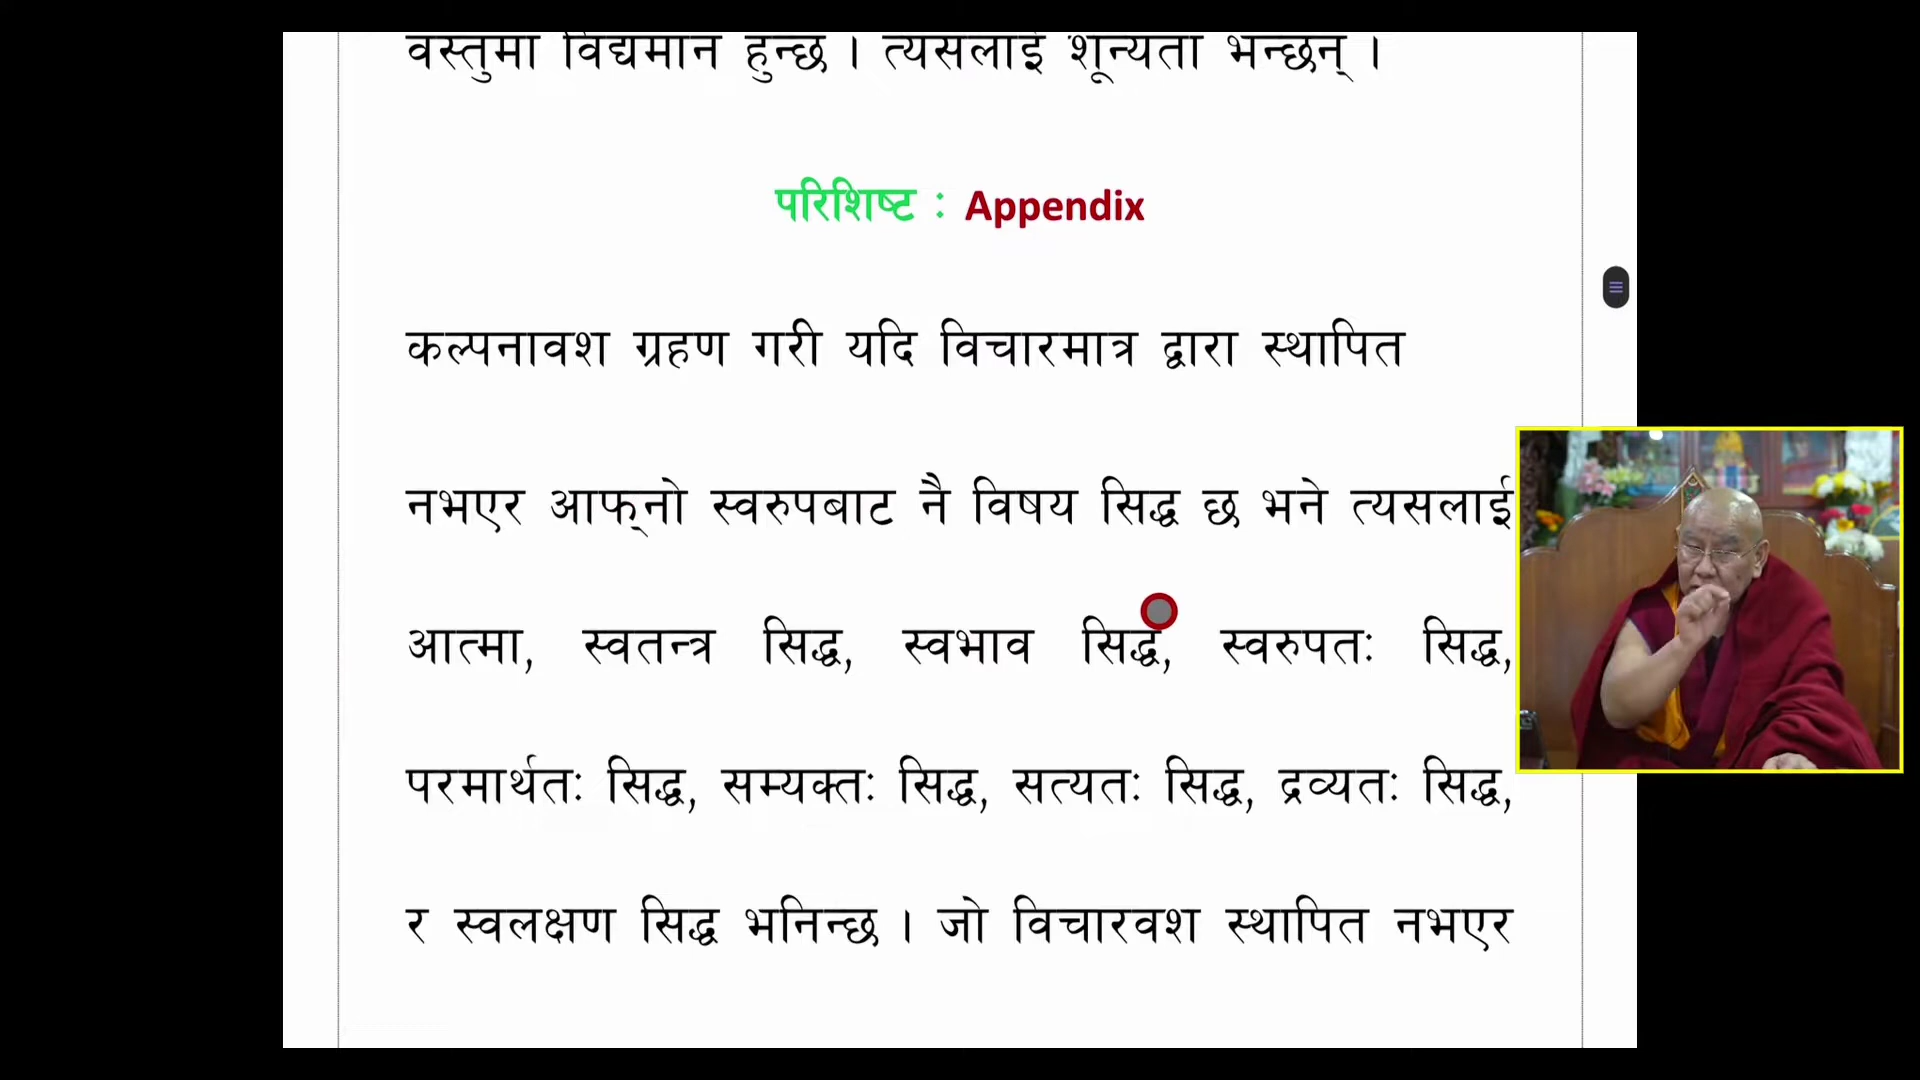 वस्तुमा विद्यमान हुन्छ । त्यसलाई शून्यता भन्छन् ।
परिशिष्ट : Appendix
कल्पनावश ग्रहण गरी यदि विचारमात्र द्वारा स्थापित
नभएर आफ्‌नो स्वरुपबाट नै विषय सिद्ध छ भने त्यसलाई
आत्मा, स्वतन्त्र सिद्ध, स्वभाव सिद्ध, स्वरुपतः सिद्ध,
परमार्थतः सिद्ध, सम्यक्तः सिद्ध, सत्यतः सिद्ध, द्रव्यतः सिद्ध,
र स्वलक्षण सिद्ध भनिन्छ । जो विचारवश स्थापित नभएर